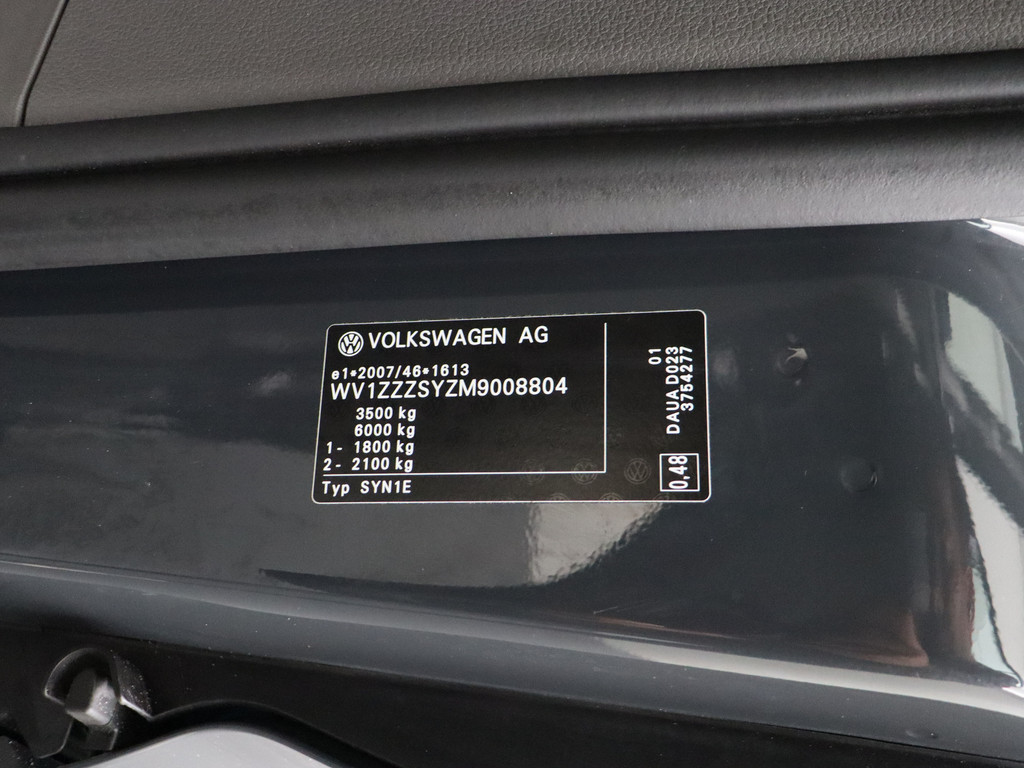 VOLKSWAGEN AG
e1*2007/46*1613
WV1ZZZSYZM9008804
3500 kg
6000 kg
1- 1800 kg
2- 2100 kg
Typ SYN1E
01
DAUA D023
3754277
0,48